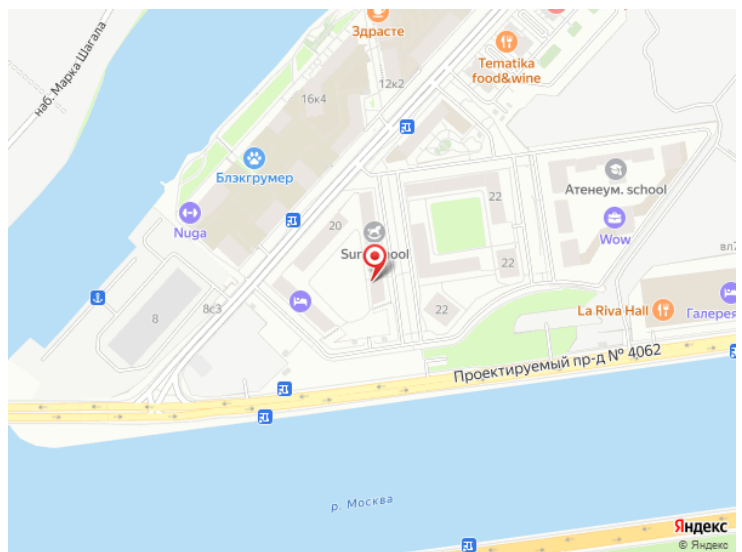 Здрасте
наб. Марка Шагала
Tematika
food&wine
12к2
16к4
Блэкгрумер
Атенеум. school
22
20
Nuga
Wow
22
вл7
8с3
8
22
La Riva Hall
Галерея
Проектируемый пр-д № 4062
р. Москва
Яндекс
© Яндекс